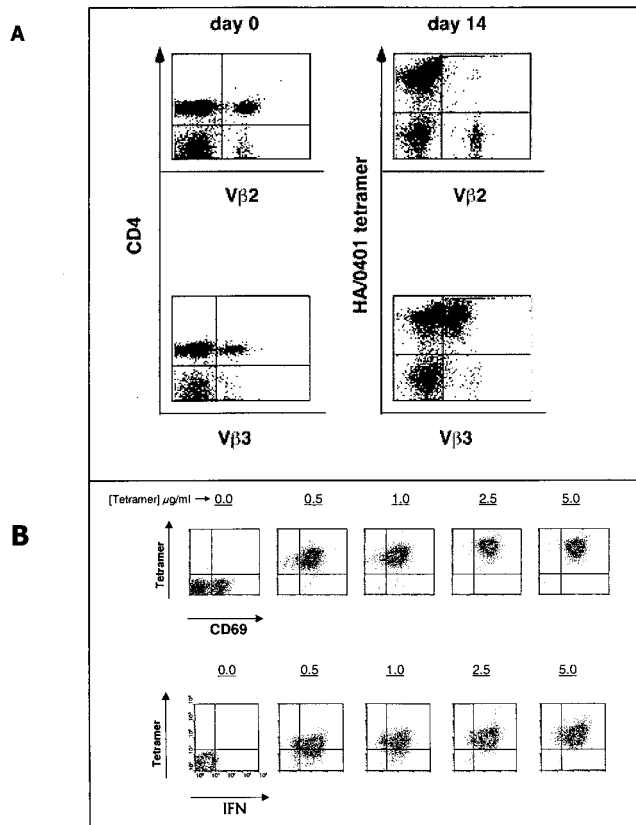 A
day 0
day 14
CD4
HA/0401 tetramer
Vβ2
Vβ2
Vβ3
Vβ3
B
[Tetramer] µg/ml → 0.0 0.5 1.0 2.5 5.0
Tetramer
CD69
0.0 0.5 1.0 2.5 5.0
Tetramer
IFN